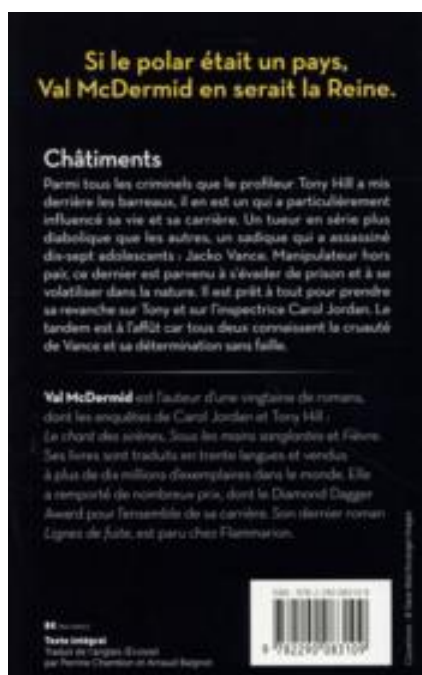 Si le polar était un pays,
Val McDermid en serait la Reine.
Châtiments
Parmi tous les criminels que le profileur Tony Hill a mis
derrière les barreaux, il en est un qui a particulièrement
influencé sa vie et sa carrière. Un tueur en série plus
diabolique que les autres, un sadique qui a assassiné
dix-sept adolescents : Jacko Vance. Manipulateur hors
pair, ce dernier est parvenu à s'évader de prison et à se
volatiliser dans la nature. Il est prêt à tout pour prendre
sa revanche sur Tony et sur l'inspectrice Carol Jordan. Le
tandem est à l'affût car tous deux connaissent la cruauté
de Vance et sa détermination sans faille.
Val McDermid est l'auteur d'une vingtaine de romans,
dont les enquêtes de Carol Jordan et Tony Hill :
Le chant des sirènes, Sous les mains sanglantes et Fièvre.
Ses livres sont traduits en trente langues et vendus
à plus de dix millions d'exemplaires dans le monde. Elle
a remporté de nombreux prix, dont le Diamond Dagger
Award pour l'ensemble de sa carrière. Son dernier roman
Lignes de fuite, est paru chez Flammarion.
Texte intégral
Traduit de l'anglais (Écosse)
par Perrine Chambon et Arnaud Baignot
9 782290 083109